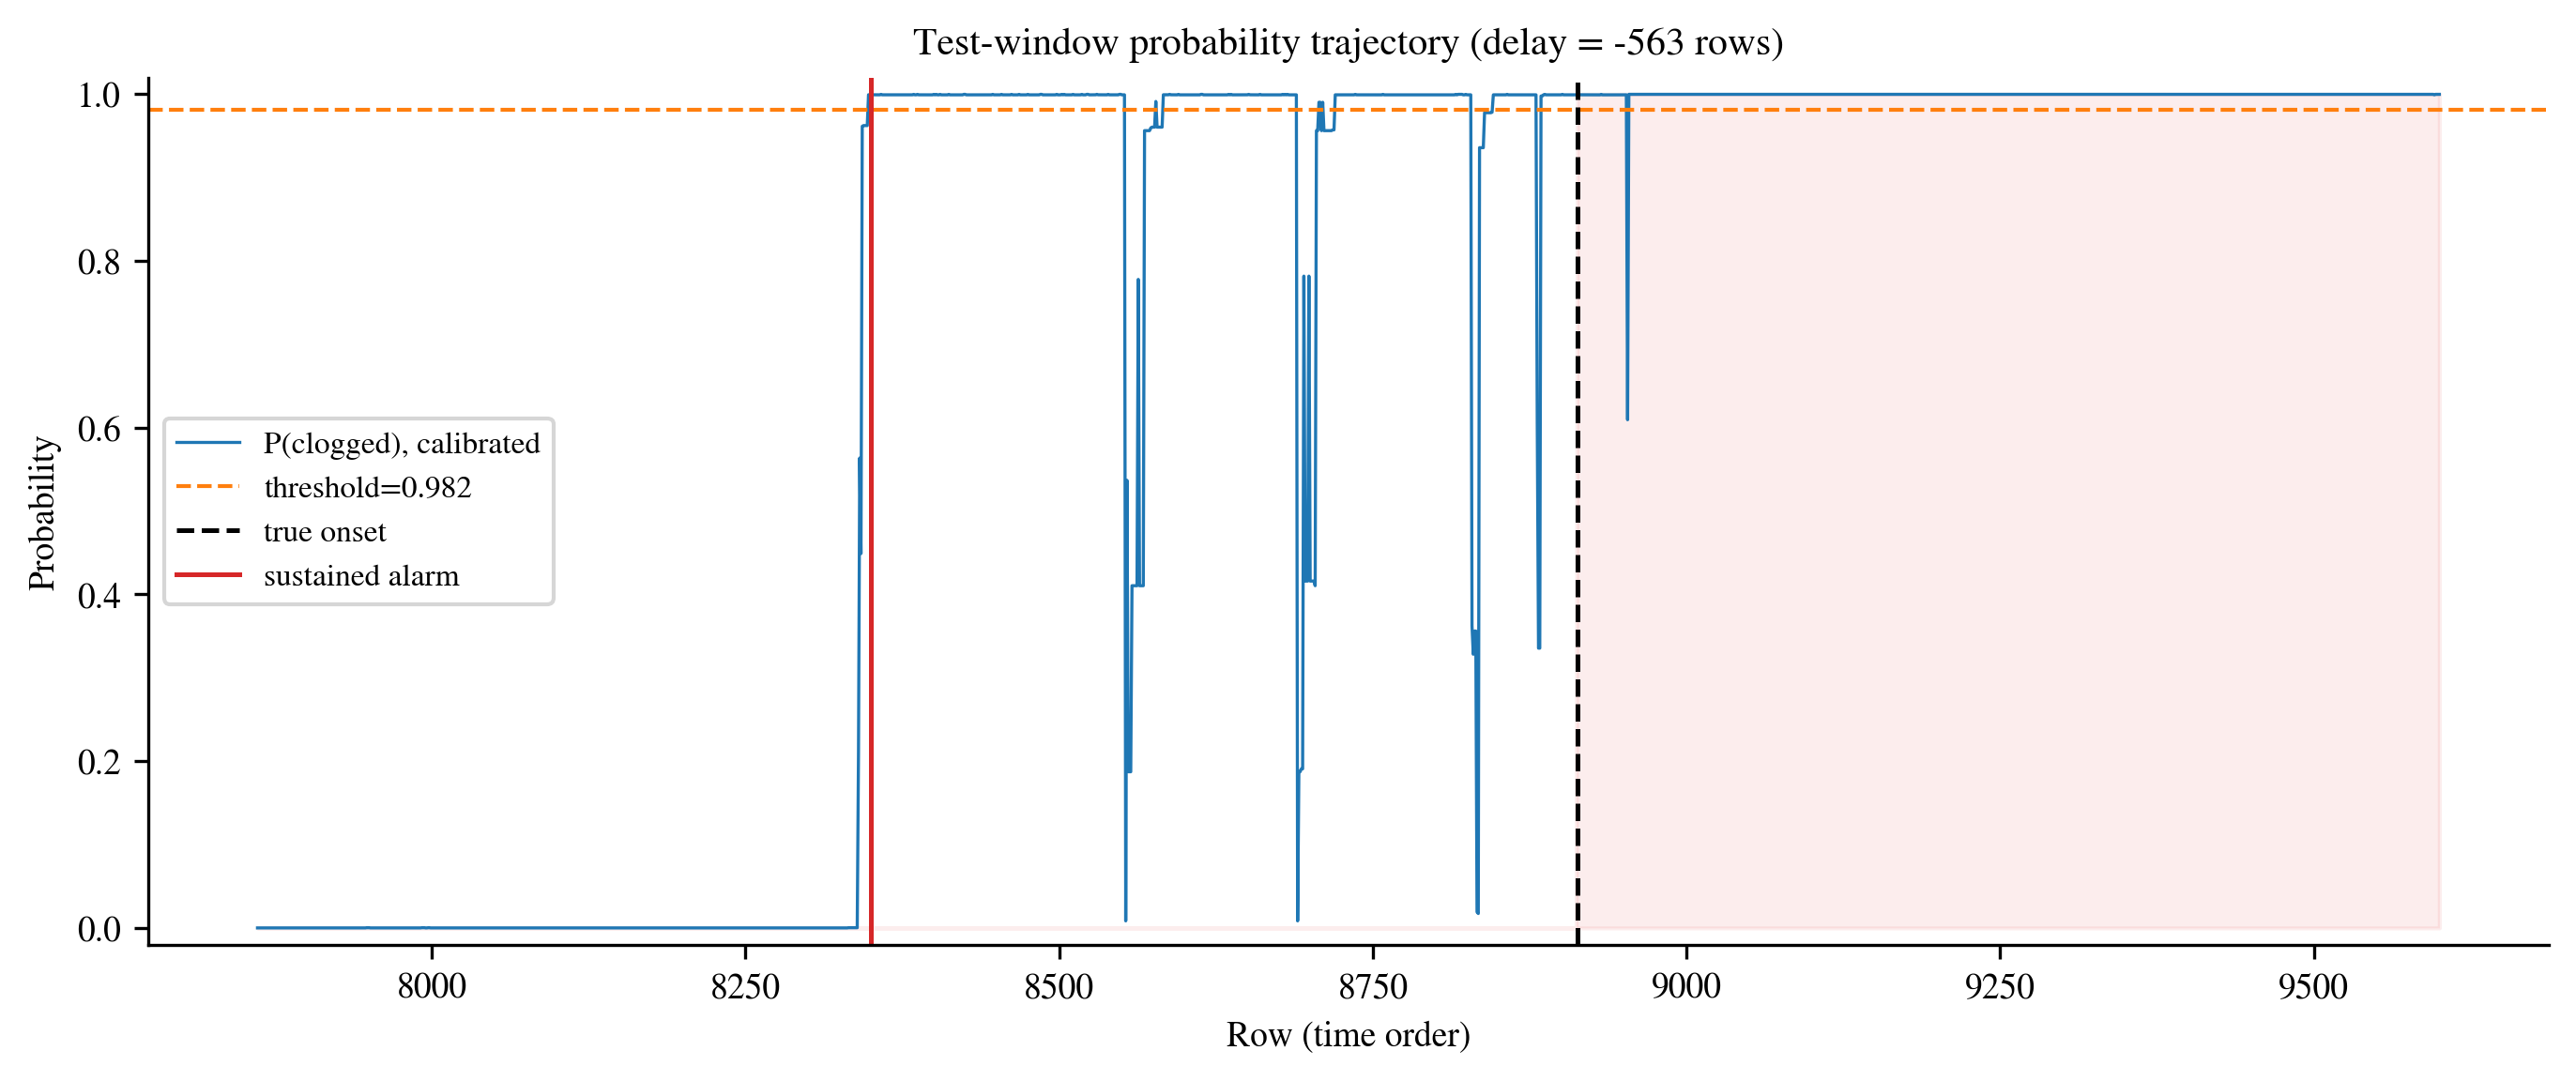 Test-window probability trajectory (delay = -563 rows)
1.0
0.8
0.6
0.4
0.2
0.0
Probability
P(clogged), calibrated
threshold=0.982
true onset
sustained alarm
8000
8250
8500
8750
9000
9250
9500
Row (time order)